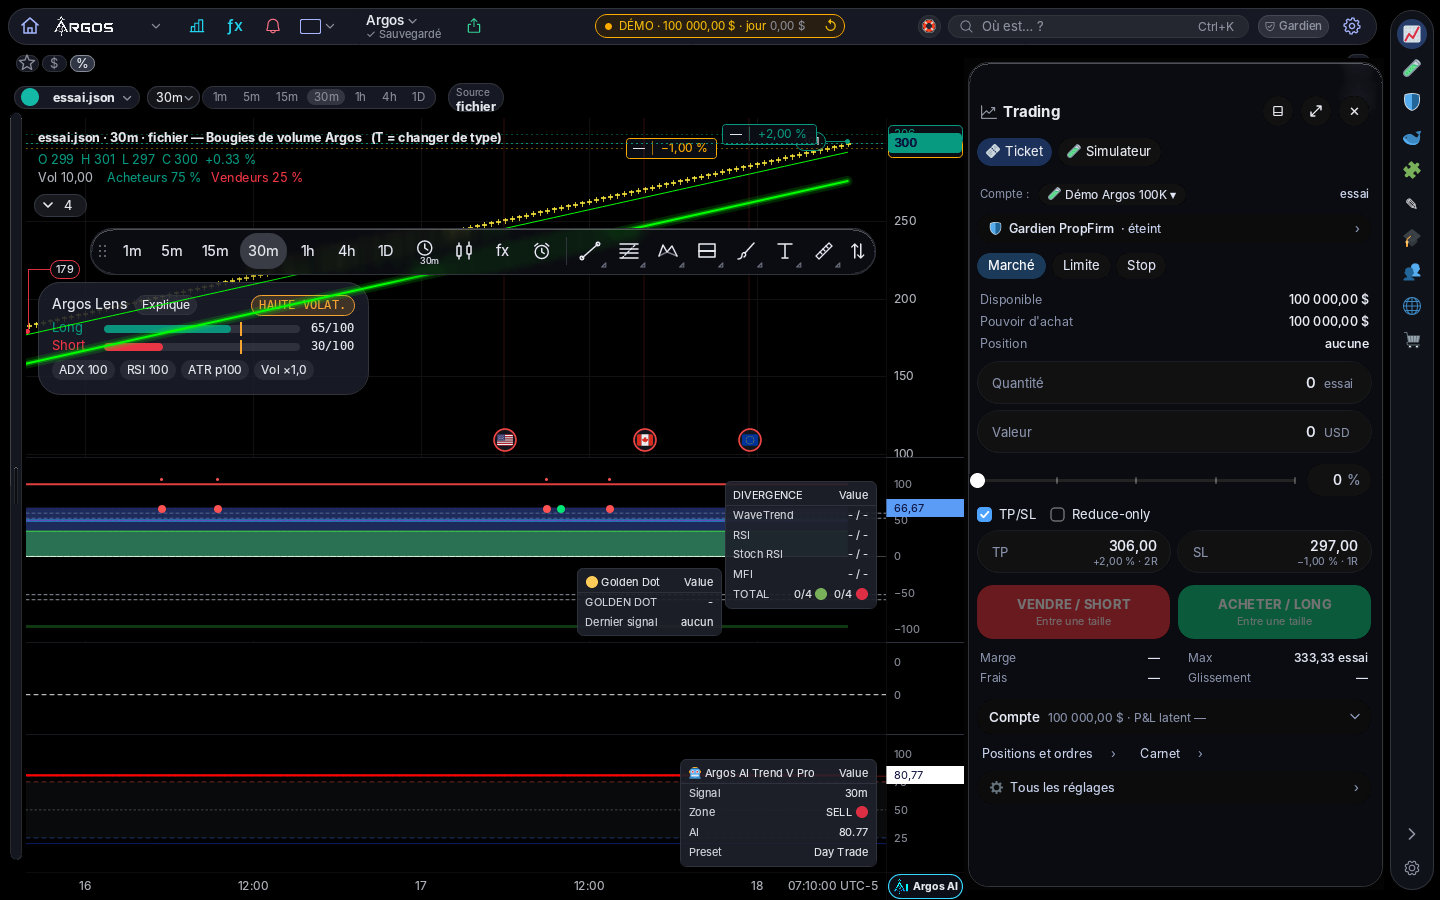 ARGOS
fx
Argos
✓ Sauvegardé
DÉMO · 100 000,00 $ · jour 0,00 $
Où est... ?
Ctrl+K
Gardien
$
%
essai.json
30m
1m 5m 15m 30m 1h 4h 1D
Source
fichier
essai.json · 30m · fichier — Bougies de volume Argos (T = changer de type)
O 299 H 301 L 297 C 300 +0.33 %
Vol 10,00 Acheteurs 75 % Vendeurs 25 %
4
— −1,00 %
— +2,00 %
300
250
200
150
100
1m 5m 15m 30m 1h 4h 1D
30m
fx
179
Argos Lens
Explique
HAUTE VOLAT.
Long
65/100
Short
30/100
ADX 100
RSI 100
ATR p100
Vol ×1,0
100
66,67
50
0
−50
−100
DIVERGENCE Value
WaveTrend - / -
RSI - / -
Stoch RSI - / -
MFI - / -
TOTAL 0/4 0/4
Golden Dot Value
GOLDEN DOT -
Dernier signal aucun
0
0
100
80,77
50
25
Argos AI Trend V Pro Value
Signal 30m
Zone SELL
AI 80.77
Preset Day Trade
16 12:00 17 12:00 18 07:10:00 UTC-5
Argos AI
Trading
Ticket
Simulateur
Compte : Démo Argos 100K ▾ essai
Gardien PropFirm · éteint ›
Marché
Limite
Stop
Disponible 100 000,00 $
Pouvoir d'achat 100 000,00 $
Position aucune
Quantité 0 essai
Valeur 0 USD
0 %
TP/SL
Reduce-only
TP 306,00
+2,00 % · 2R
SL 297,00
−1,00 % · 1R
VENDRE / SHORT
Entre une taille
ACHETER / LONG
Entre une taille
Marge —
Max 333,33 essai
Frais —
Glissement —
Compte 100 000,00 $ · P&L latent —
Positions et ordres ›
Carnet ›
Tous les réglages ›